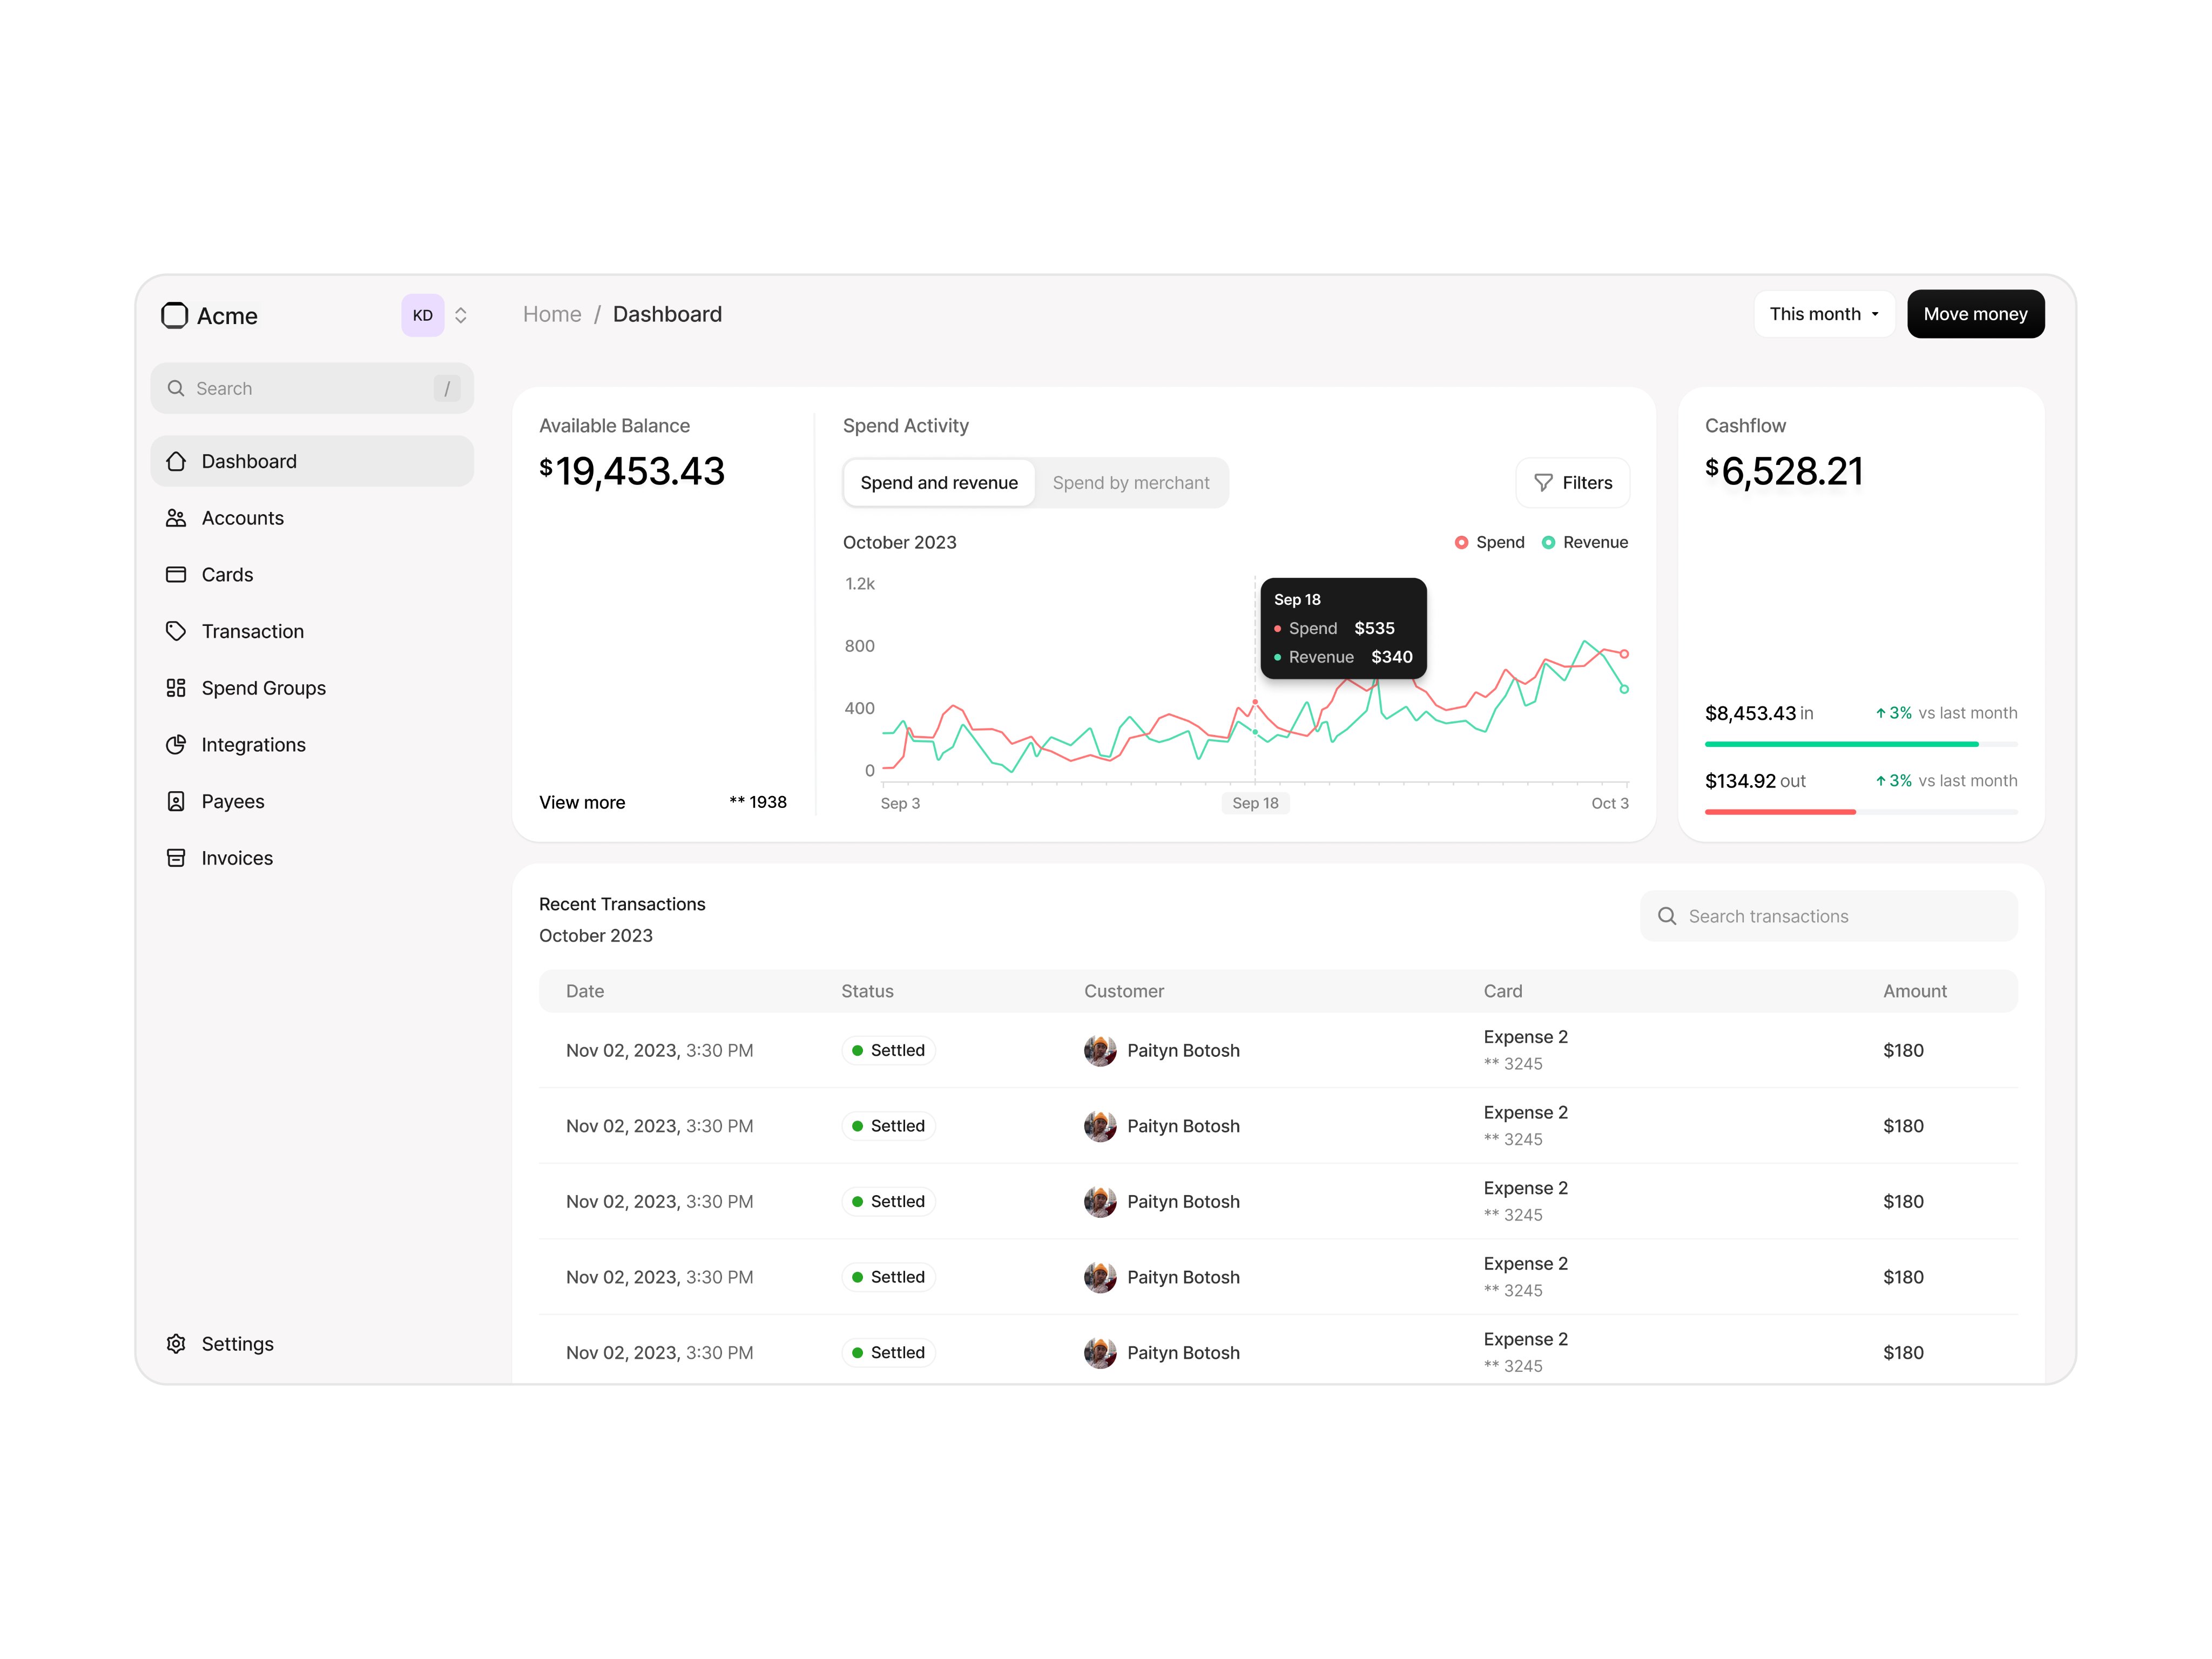 Acme
KD
Search
/
Dashboard
Accounts
Cards
Transaction
Spend Groups
Integrations
Payees
Invoices
Settings
Home / Dashboard
This month
Move money
Available Balance
$19,453.43
View more
** 1938
Spend Activity
Spend and revenue
Spend by merchant
Filters
October 2023
Spend
Revenue
1.2k
800
400
0
Sep 18
Spend $535
Revenue $340
Sep 3
Sep 18
Oct 3
Cashflow
$6,528.21
$8,453.43 in
3% vs last month
$134.92 out
3% vs last month
Recent Transactions
October 2023
Search transactions
Date Status Customer Card Amount
Nov 02, 2023, 3:30 PM Settled Paityn Botosh Expense 2 $180
** 3245
Nov 02, 2023, 3:30 PM Settled Paityn Botosh Expense 2 $180
** 3245
Nov 02, 2023, 3:30 PM Settled Paityn Botosh Expense 2 $180
** 3245
Nov 02, 2023, 3:30 PM Settled Paityn Botosh Expense 2 $180
** 3245
Nov 02, 2023, 3:30 PM Settled Paityn Botosh Expense 2 $180
** 3245